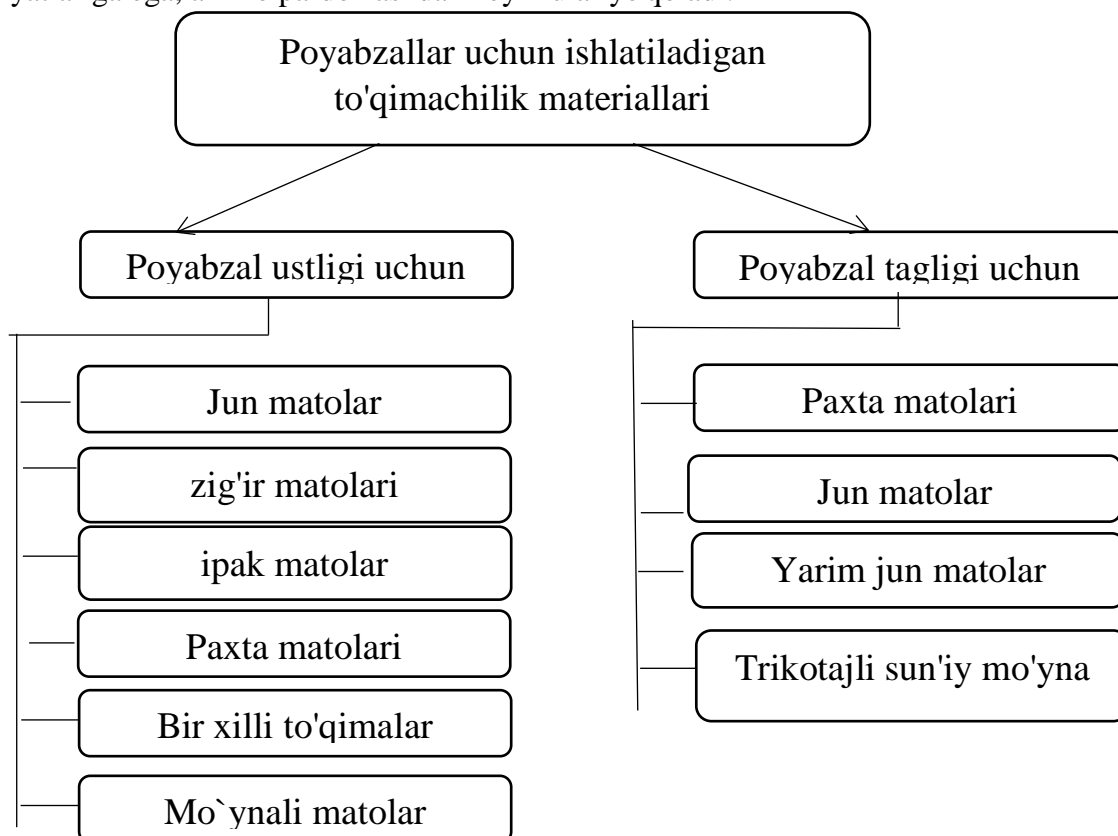 Poyabzallar uchun ishlatiladigan
to'qimachilik materiallari
Poyabzal ustligi uchun
Jun matolar
zig'ir matolari
ipak matolar
Paxta matolari
Bir xilli to'qimalar
Mo`ynali matolar
Poyabzal tagligi uchun
Paxta matolari
Jun matolar
Yarim jun matolar
Trikotajli sun'iy mo'yna